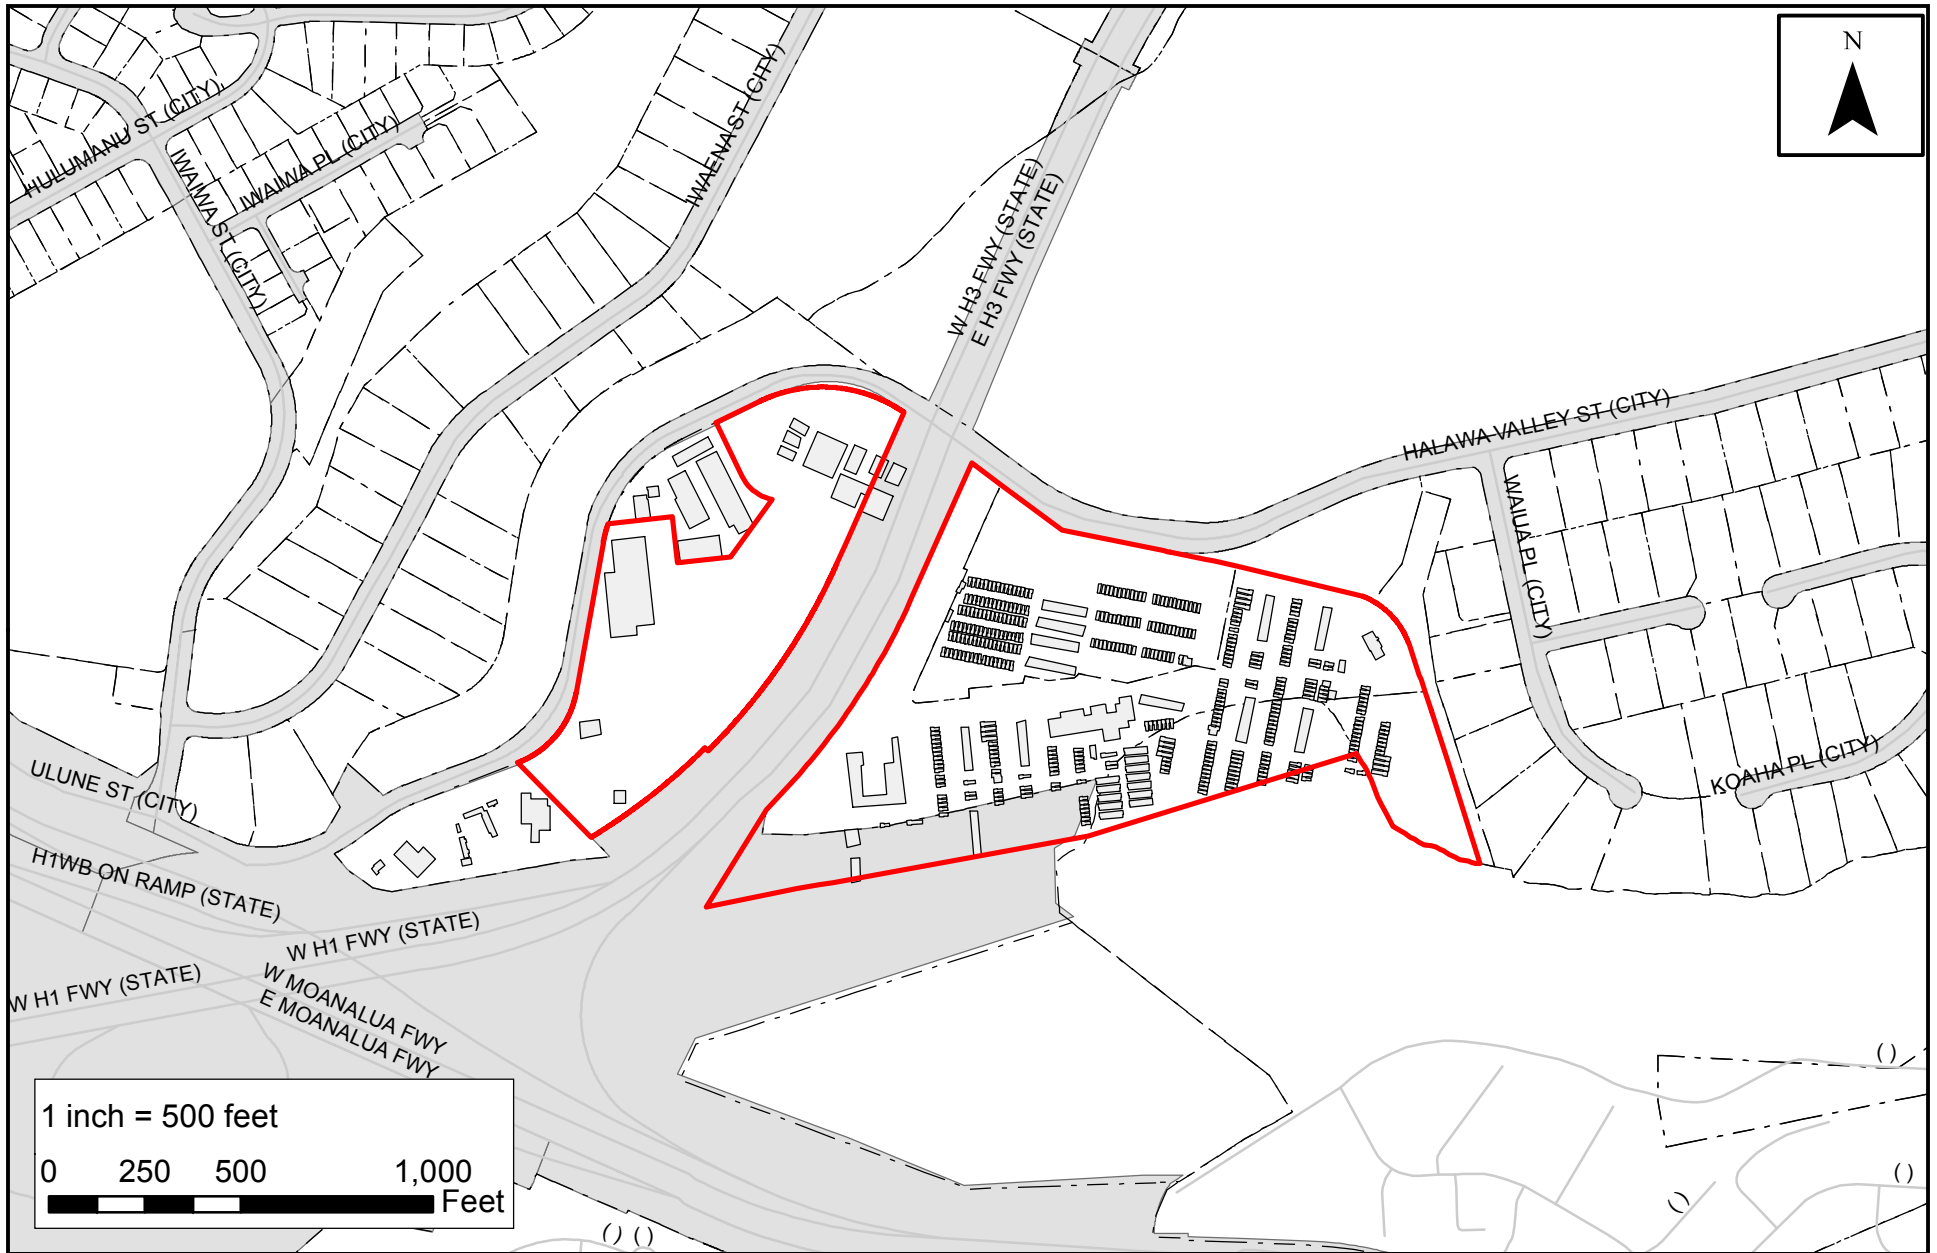 N
HULUMANU ST (CITY)
IWAIWA PL (CITY)
IWAIWA ST (CITY)
IWAENA ST (CITY)
W H3 FWY (STATE)
E H3 FWY (STATE)
HALAWA VALLEY ST (CITY)
WAIUA PL (CITY)
KOAHA PL (CITY)
ULUNE ST (CITY)
H1WB ON RAMP (STATE)
W H1 FWY (STATE)
W H1 FWY (STATE)
W MOANALUA FWY
E MOANALUA FWY
( )
( )
( )
( ) ( )
1 inch = 500 feet
0 250 500 1,000
Feet